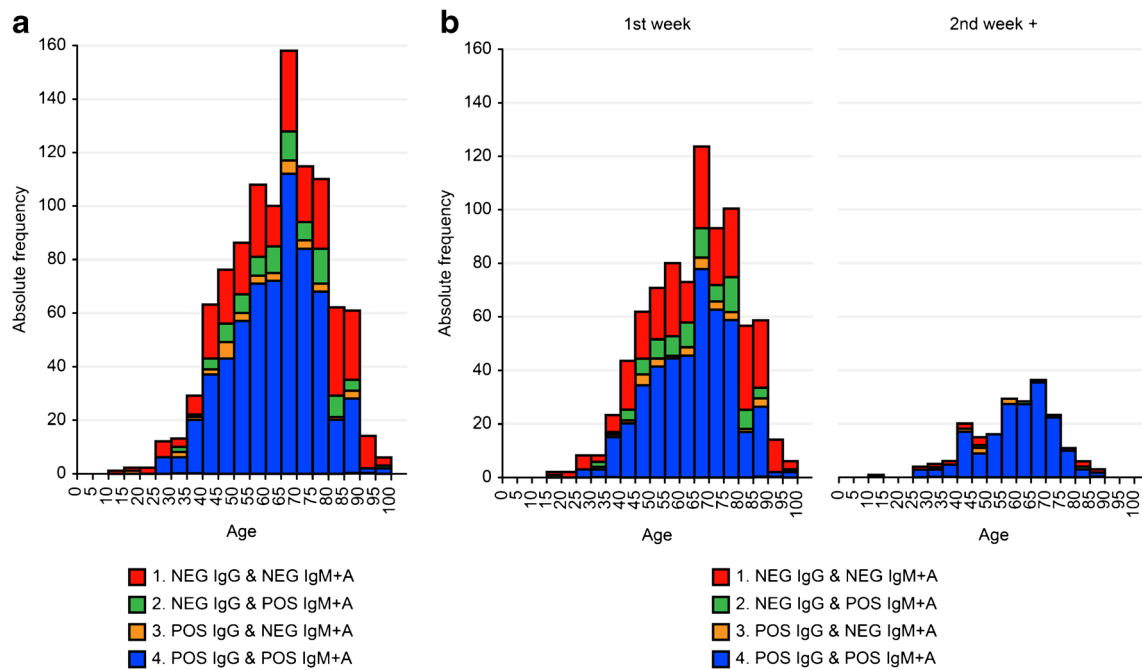 a
160
140
120
100
80
60
40
20
0
Absolute frequency
0 5 10 15 20 25 30 35 40 45 50 55 60 65 70 75 80 85 90 95 100
Age
1. NEG IgG & NEG IgM+A
2. NEG IgG & POS IgM+A
3. POS IgG & NEG IgM+A
4. POS IgG & POS IgM+A
b
1st week
2nd week +
160
140
120
100
80
60
40
20
0
Absolute frequency
0 5 10 15 20 25 30 35 40 45 50 55 60 65 70 75 80 85 90 95 100
Age
0 5 10 15 20 25 30 35 40 45 50 55 60 65 70 75 80 85 90 95 100
Age
1. NEG IgG & NEG IgM+A
2. NEG IgG & POS IgM+A
3. POS IgG & NEG IgM+A
4. POS IgG & POS IgM+A